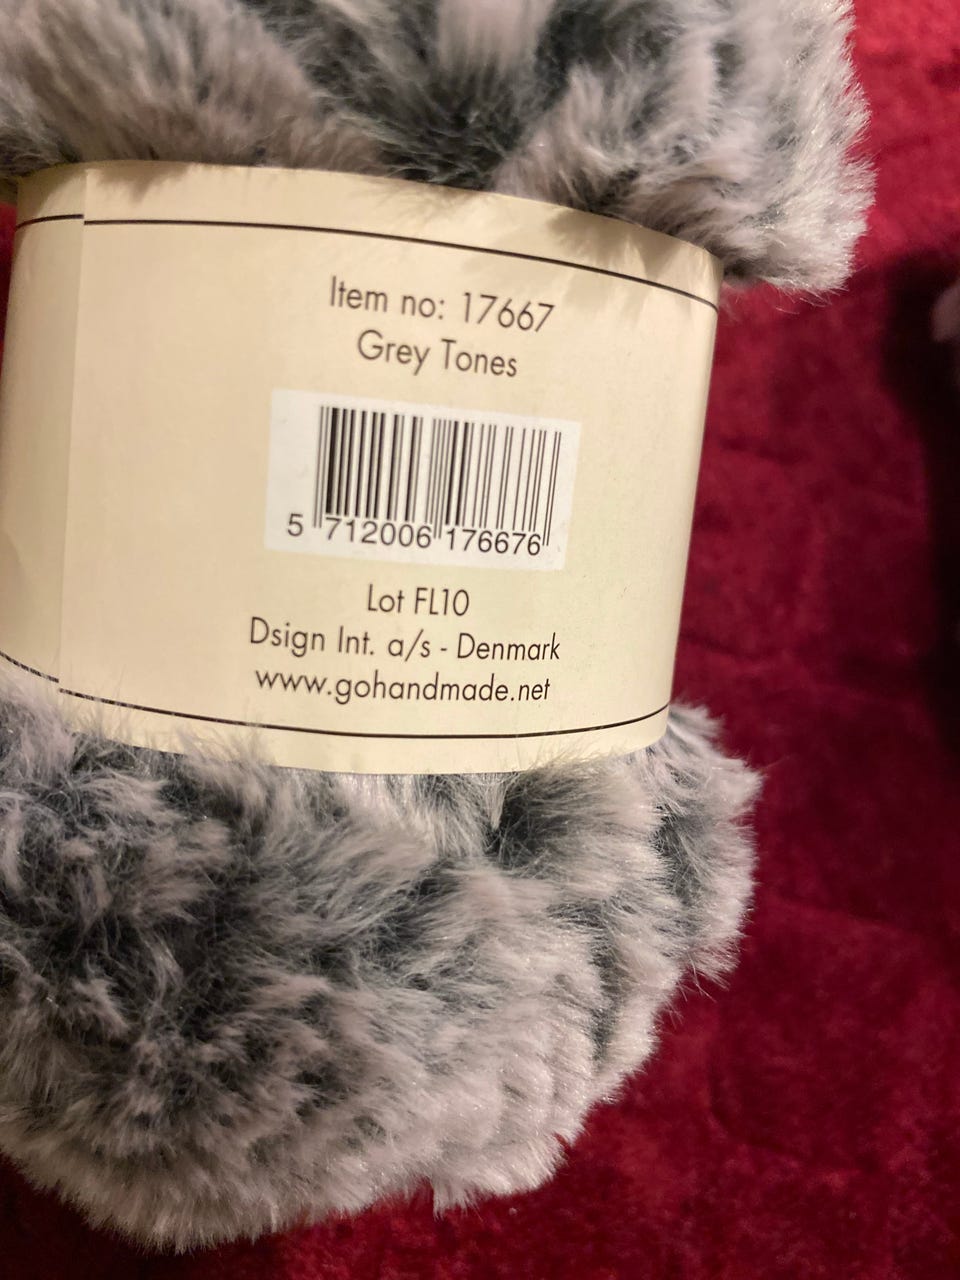 Item no: 17667
Grey Tones
5 712006 176676
Lot FL10
Dsign Int. a/s - Denmark
www.gohandmade.net